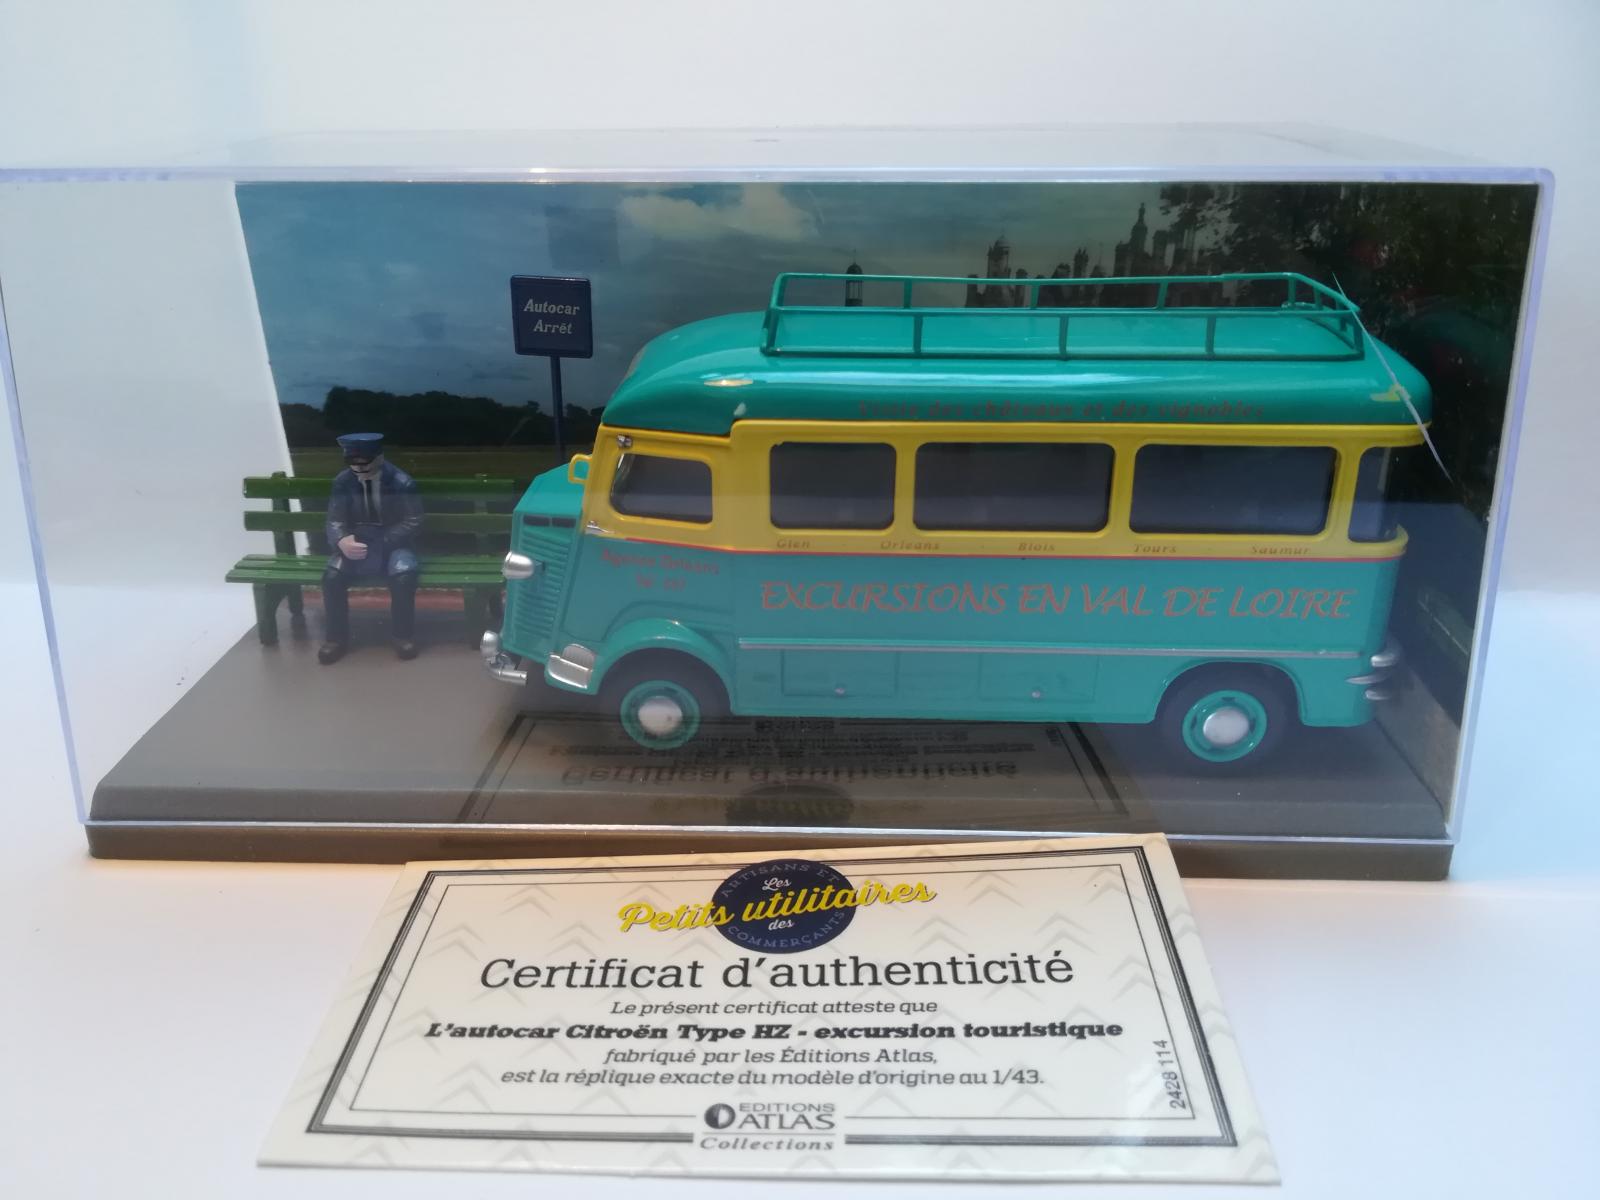 Autocar
Arrêt
Visite des châteaux et des vignobles
Gien · Orléans · Blois · Tours · Saumur
Agence Orléans
EXCURSIONS EN VAL DE LOIRE
Les
Petits utilitaires
des
ARTISANS ET
COMMERÇANTS
Certificat d'authenticité
Le présent certificat atteste que
L'autocar Citroën Type HZ - excursion touristique
fabriqué par les Éditions Atlas,
est la réplique exacte du modèle d'origine au 1/43.
EDITIONS
ATLAS
Collections
2428 114